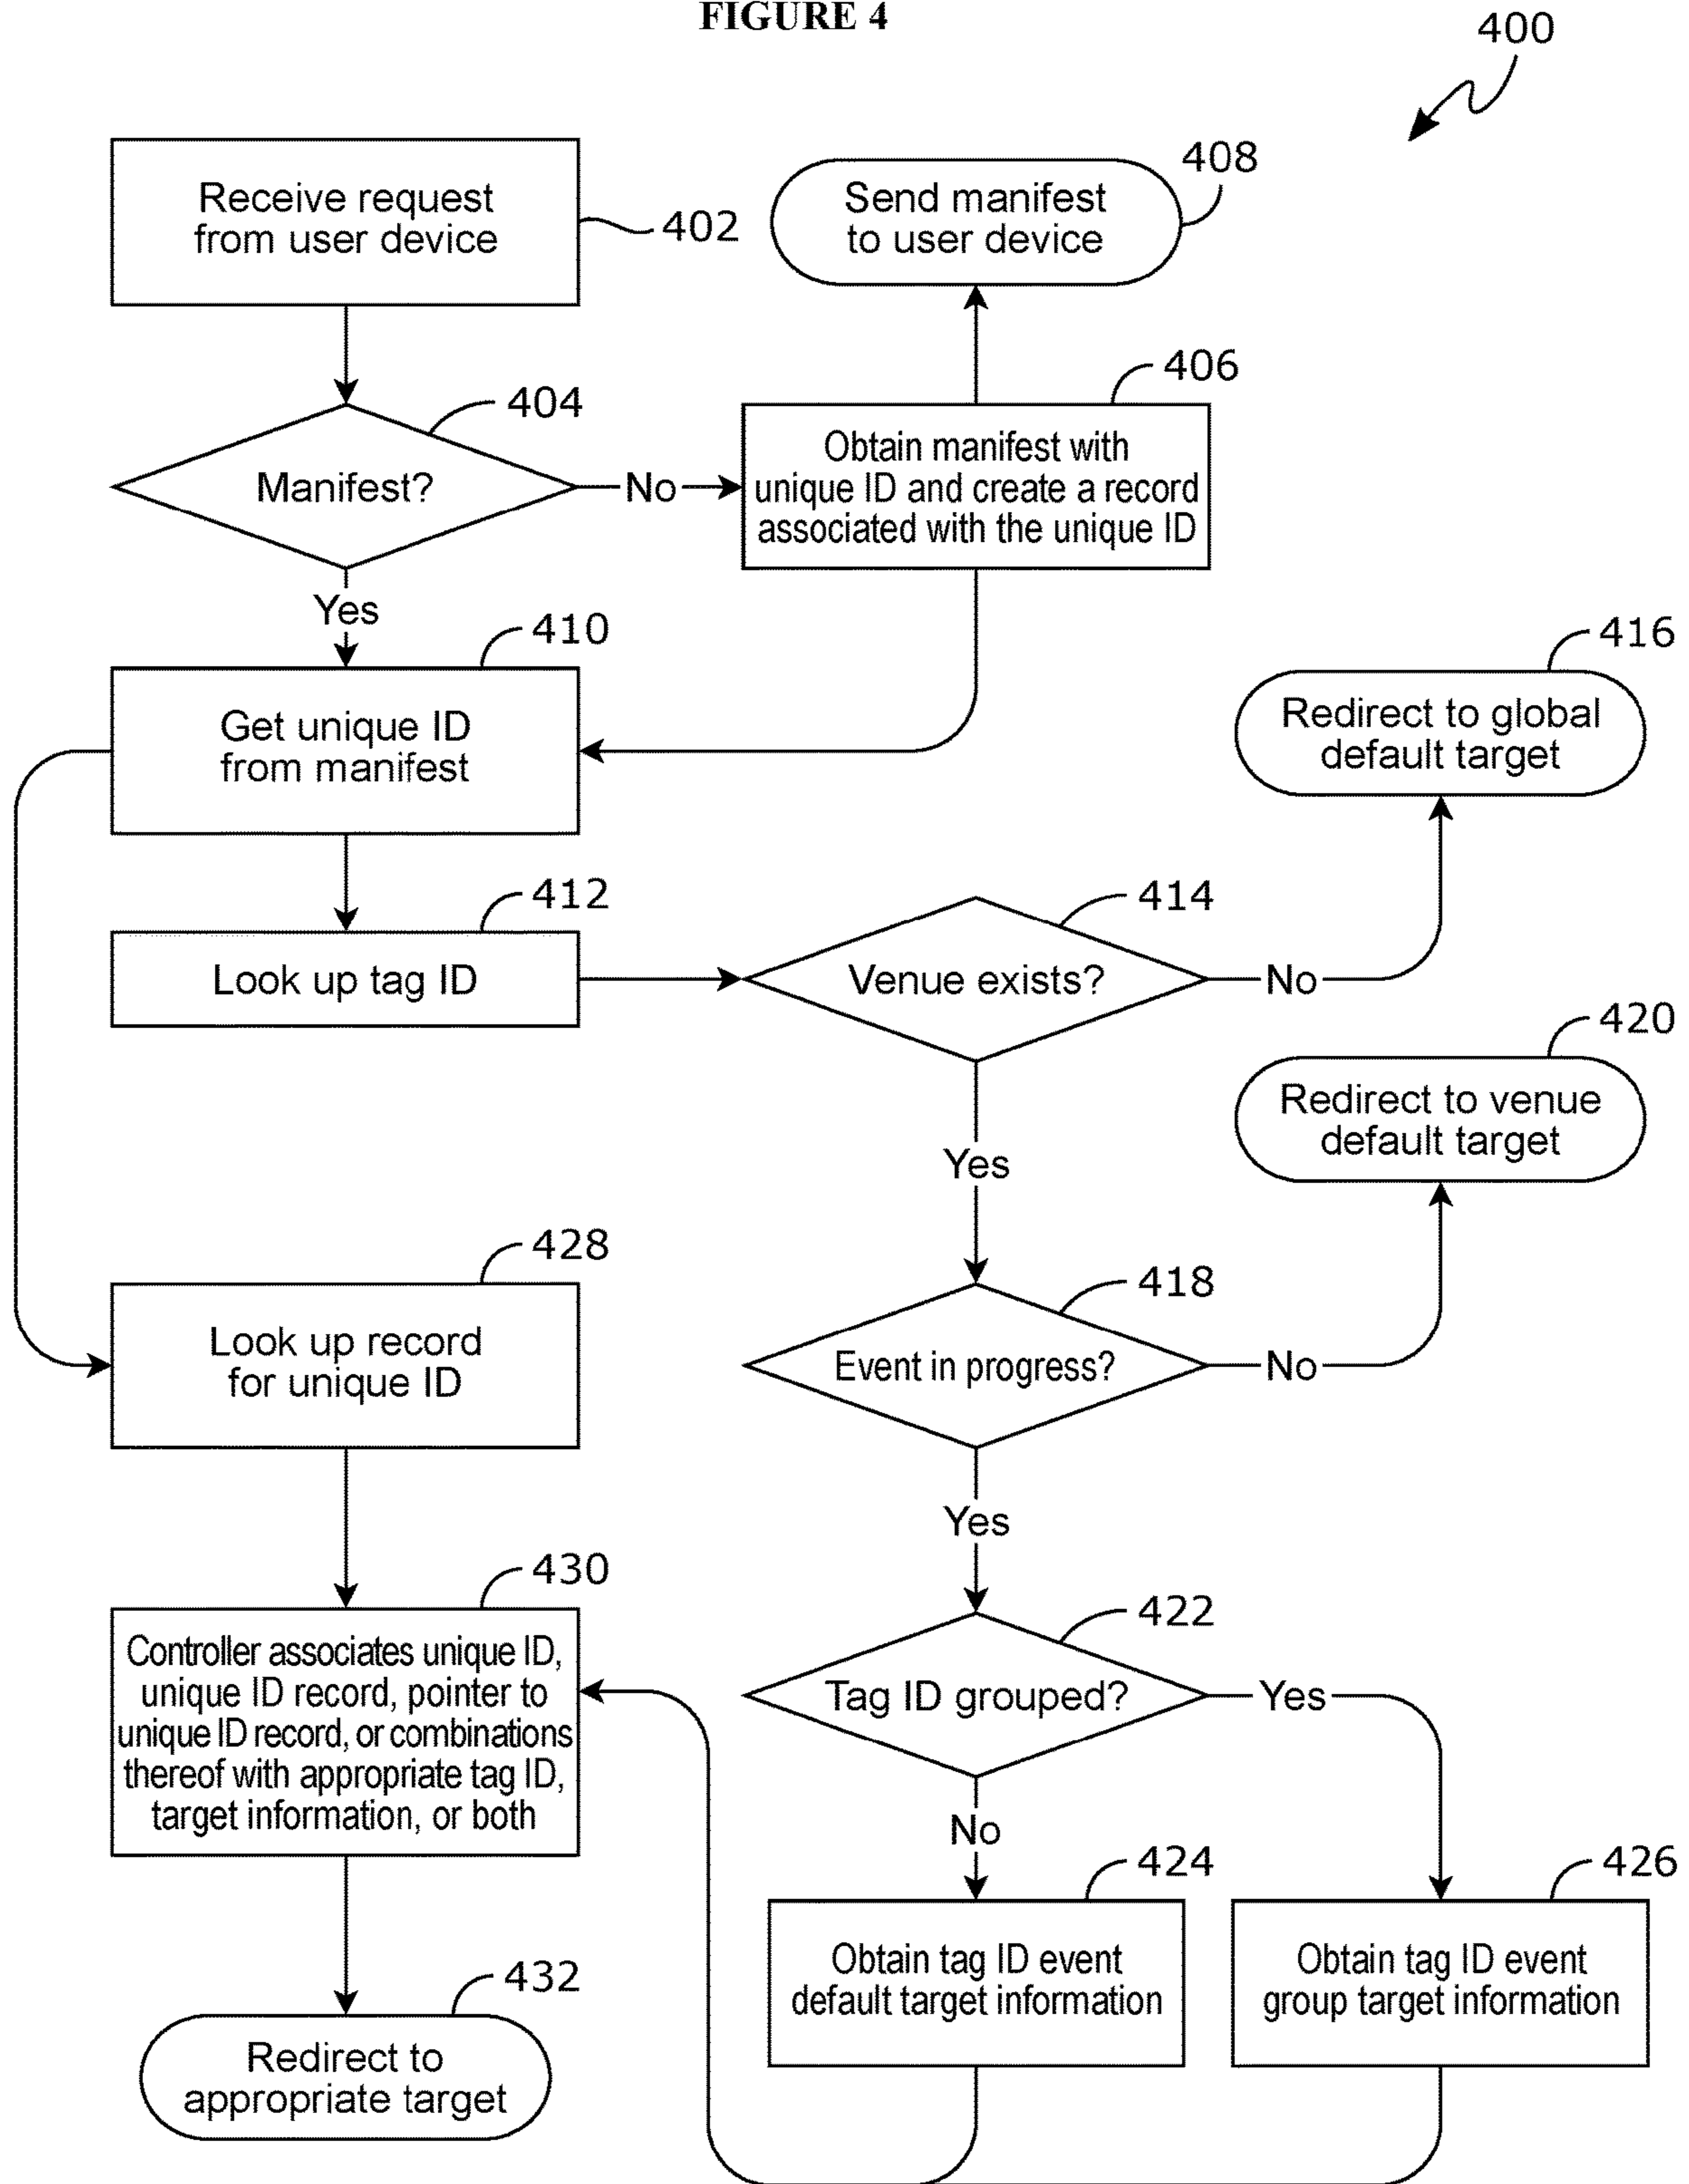 FIGURE 4
400
Receive request
from user device
402
Send manifest
to user device
408
404
Manifest?
No
406
Obtain manifest with
unique ID and create a record
associated with the unique ID
Yes
410
Get unique ID
from manifest
416
Redirect to global
default target
412
Look up tag ID
414
Venue exists?
No
420
Redirect to venue
default target
Yes
428
Look up record
for unique ID
418
Event in progress?
No
Yes
430
Controller associates unique ID,
unique ID record, pointer to
unique ID record, or combinations
thereof with appropriate tag ID,
target information, or both
422
Tag ID grouped?
Yes
No
424
Obtain tag ID event
default target information
426
Obtain tag ID event
group target information
432
Redirect to
appropriate target